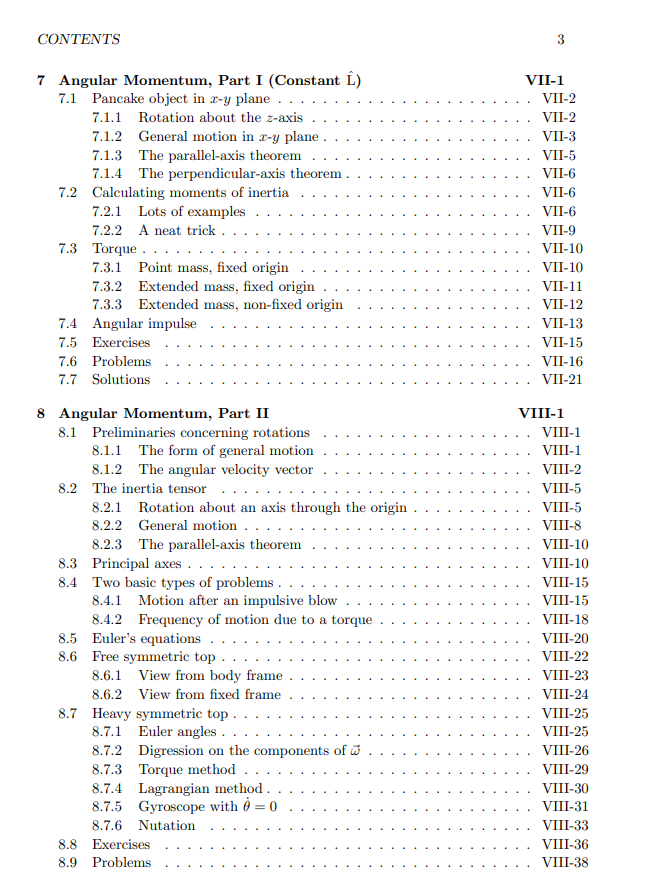 CONTENTS 3
7 Angular Momentum, Part I (Constant L̂) VII-1
7.1 Pancake object in x-y plane . . . . . . . . . . . . . . . . . . . . . . . VII-2
7.1.1 Rotation about the z-axis . . . . . . . . . . . . . . . . . . . . VII-2
7.1.2 General motion in x-y plane . . . . . . . . . . . . . . . . . . . VII-3
7.1.3 The parallel-axis theorem . . . . . . . . . . . . . . . . . . . . VII-5
7.1.4 The perpendicular-axis theorem . . . . . . . . . . . . . . . . . VII-6
7.2 Calculating moments of inertia . . . . . . . . . . . . . . . . . . . . . VII-6
7.2.1 Lots of examples . . . . . . . . . . . . . . . . . . . . . . . . . VII-6
7.2.2 A neat trick . . . . . . . . . . . . . . . . . . . . . . . . . . . . VII-9
7.3 Torque . . . . . . . . . . . . . . . . . . . . . . . . . . . . . . . . . . . VII-10
7.3.1 Point mass, fixed origin . . . . . . . . . . . . . . . . . . . . . VII-10
7.3.2 Extended mass, fixed origin . . . . . . . . . . . . . . . . . . . VII-11
7.3.3 Extended mass, non-fixed origin . . . . . . . . . . . . . . . . VII-12
7.4 Angular impulse . . . . . . . . . . . . . . . . . . . . . . . . . . . . . VII-13
7.5 Exercises . . . . . . . . . . . . . . . . . . . . . . . . . . . . . . . . . VII-15
7.6 Problems . . . . . . . . . . . . . . . . . . . . . . . . . . . . . . . . . VII-16
7.7 Solutions . . . . . . . . . . . . . . . . . . . . . . . . . . . . . . . . . VII-21
8 Angular Momentum, Part II VIII-1
8.1 Preliminaries concerning rotations . . . . . . . . . . . . . . . . . . . VIII-1
8.1.1 The form of general motion . . . . . . . . . . . . . . . . . . . VIII-1
8.1.2 The angular velocity vector . . . . . . . . . . . . . . . . . . . VIII-2
8.2 The inertia tensor . . . . . . . . . . . . . . . . . . . . . . . . . . . . VIII-5
8.2.1 Rotation about an axis through the origin . . . . . . . . . . . VIII-5
8.2.2 General motion . . . . . . . . . . . . . . . . . . . . . . . . . . VIII-8
8.2.3 The parallel-axis theorem . . . . . . . . . . . . . . . . . . . . VIII-10
8.3 Principal axes . . . . . . . . . . . . . . . . . . . . . . . . . . . . . . . VIII-10
8.4 Two basic types of problems . . . . . . . . . . . . . . . . . . . . . . . VIII-15
8.4.1 Motion after an impulsive blow . . . . . . . . . . . . . . . . . VIII-15
8.4.2 Frequency of motion due to a torque . . . . . . . . . . . . . . VIII-18
8.5 Euler's equations . . . . . . . . . . . . . . . . . . . . . . . . . . . . . VIII-20
8.6 Free symmetric top . . . . . . . . . . . . . . . . . . . . . . . . . . . . VIII-22
8.6.1 View from body frame . . . . . . . . . . . . . . . . . . . . . . VIII-23
8.6.2 View from fixed frame . . . . . . . . . . . . . . . . . . . . . . VIII-24
8.7 Heavy symmetric top . . . . . . . . . . . . . . . . . . . . . . . . . . . VIII-25
8.7.1 Euler angles . . . . . . . . . . . . . . . . . . . . . . . . . . . . VIII-25
8.7.2 Digression on the components of ω⃗ . . . . . . . . . . . . . . . VIII-26
8.7.3 Torque method . . . . . . . . . . . . . . . . . . . . . . . . . . VIII-29
8.7.4 Lagrangian method . . . . . . . . . . . . . . . . . . . . . . . . VIII-30
8.7.5 Gyroscope with θ̇ = 0 . . . . . . . . . . . . . . . . . . . . . . VIII-31
8.7.6 Nutation . . . . . . . . . . . . . . . . . . . . . . . . . . . . . VIII-33
8.8 Exercises . . . . . . . . . . . . . . . . . . . . . . . . . . . . . . . . . VIII-36
8.9 Problems . . . . . . . . . . . . . . . . . . . . . . . . . . . . . . . . . VIII-38